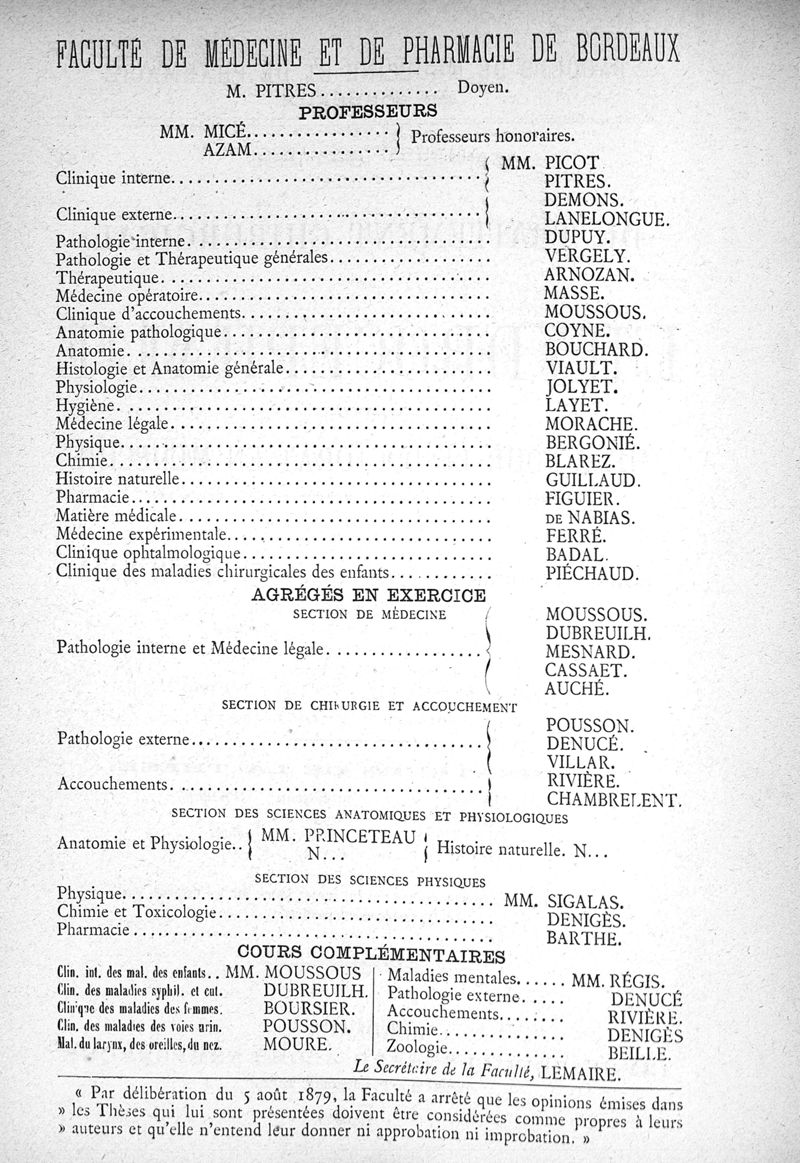 FACULTÉ DE MÉDECINE ET DE PHARMACIE DE BORDEAUX
M. PITRES.............. Doyen.
PROFESSEURS
MM. MICÉ................
AZAM................ } Professeurs honoraires.
Clinique interne.................................. { MM. PICOT
PITRES.
Clinique externe.................................. { DEMONS.
LANELONGUE.
Pathologie interne.................................. DUPUY.
Pathologie et Thérapeutique générales.................... VERGELY.
Thérapeutique.................................. ARNOZAN.
Médecine opératoire.................................. MASSE.
Clinique d'accouchements.............................. MOUSSOUS.
Anatomie pathologique.............................. COYNE.
Anatomie.................................. BOUCHARD.
Histologie et Anatomie générale.......................... VIAULT.
Physiologie.................................. JOLYET.
Hygiène.................................. LAYET.
Médecine légale.................................. MORACHE.
Physique.................................. BERGONIÉ.
Chimie.................................. BLAREZ.
Histoire naturelle.................................. GUILLAUD.
Pharmacie.................................. FIGUIER.
Matière médicale.................................. DE NABIAS.
Médecine expérimentale.............................. FERRÉ.
Clinique ophtalmologique............................ BADAL.
Clinique des maladies chirurgicales des enfants............ PIÉCHAUD.
AGRÉGÉS EN EXERCICE
SECTION DE MÉDECINE
Pathologie interne et Médecine légale.................. { MOUSSOUS.
DUBREUILH.
MESNARD.
CASSAET.
AUCHÉ.
SECTION DE CHIRURGIE ET ACCOUCHEMENT
Pathologie externe.................................. { POUSSON.
DENUCÉ.
VILLAR.
Accouchements.................................. { RIVIÈRE.
CHAMBRELENT.
SECTION DES SCIENCES ANATOMIQUES ET PHYSIOLOGIQUES
Anatomie et Physiologie.. { MM. PRINCETEAU
N... { Histoire naturelle. N...
SECTION DES SCIENCES PHYSIQUES
Physique.................................. MM. SIGALAS.
Chimie et Toxicologie.............................. DENIGÈS.
Pharmacie.................................. BARTHE.
COURS COMPLÉMENTAIRES
Clin. int. des mal. des enfants.. MM. MOUSSOUS
Clin. des maladies syphil. et cut. DUBREUILH.
Clinique des maladies des femmes. BOURSIER.
Clin. des maladies des voies urin. POUSSON.
Mal. du larynx, des oreilles, du nez. MOURE.
Maladies mentales...... MM. RÉGIS.
Pathologie externe..... DENUCÉ
Accouchements........ RIVIÈRE.
Chimie............... DENIGÈS
Zoologie.............. BEILLE.
Le Secrétaire de la Faculté, LEMAIRE.
« Par délibération du 5 août 1879, la Faculté a arrêté que les opinions émises dans
» les Thèses qui lui sont présentées doivent être considérées comme propres à leurs
» auteurs et qu'elle n'entend leur donner ni approbation ni improbation. »